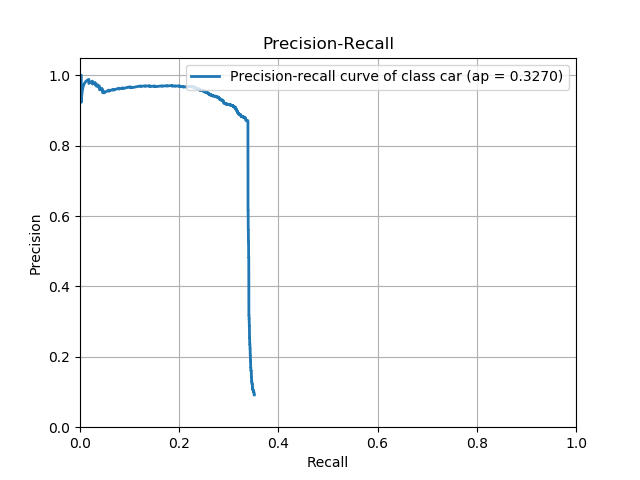 Precision-Recall
Precision-recall curve of class car (ap = 0.3270)
Precision
1.0
0.8
0.6
0.4
0.2
0.0
0.0 0.2 0.4 0.6 0.8 1.0
Recall